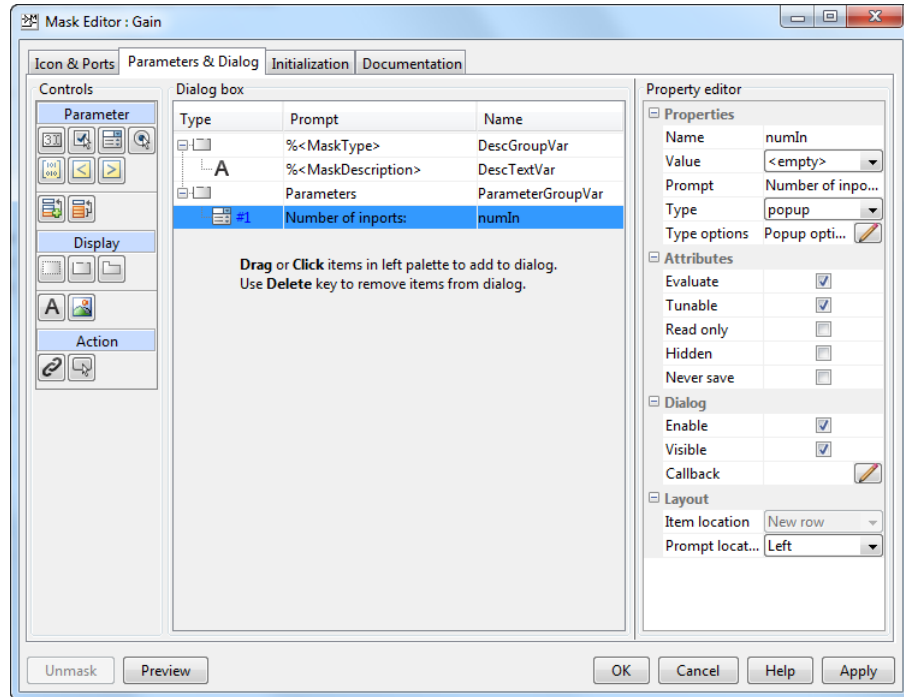 Mask Editor : Gain
Icon & Ports Parameters & Dialog Initialization Documentation
Controls
Parameter
Display
A
Action
Dialog box
Type Prompt Name
%<MaskType> DescGroupVar
A %<MaskDescription> DescTextVar
Parameters ParameterGroupVar
#1 Number of inports: numIn
Drag or Click items in left palette to add to dialog.
Use Delete key to remove items from dialog.
Property editor
Properties
Name numIn
Value <empty>
Prompt Number of inpo...
Type popup
Type options Popup opti...
Attributes
Evaluate
Tunable
Read only
Hidden
Never save
Dialog
Enable
Visible
Callback
Layout
Item location New row
Prompt locat... Left
Unmask Preview OK Cancel Help Apply